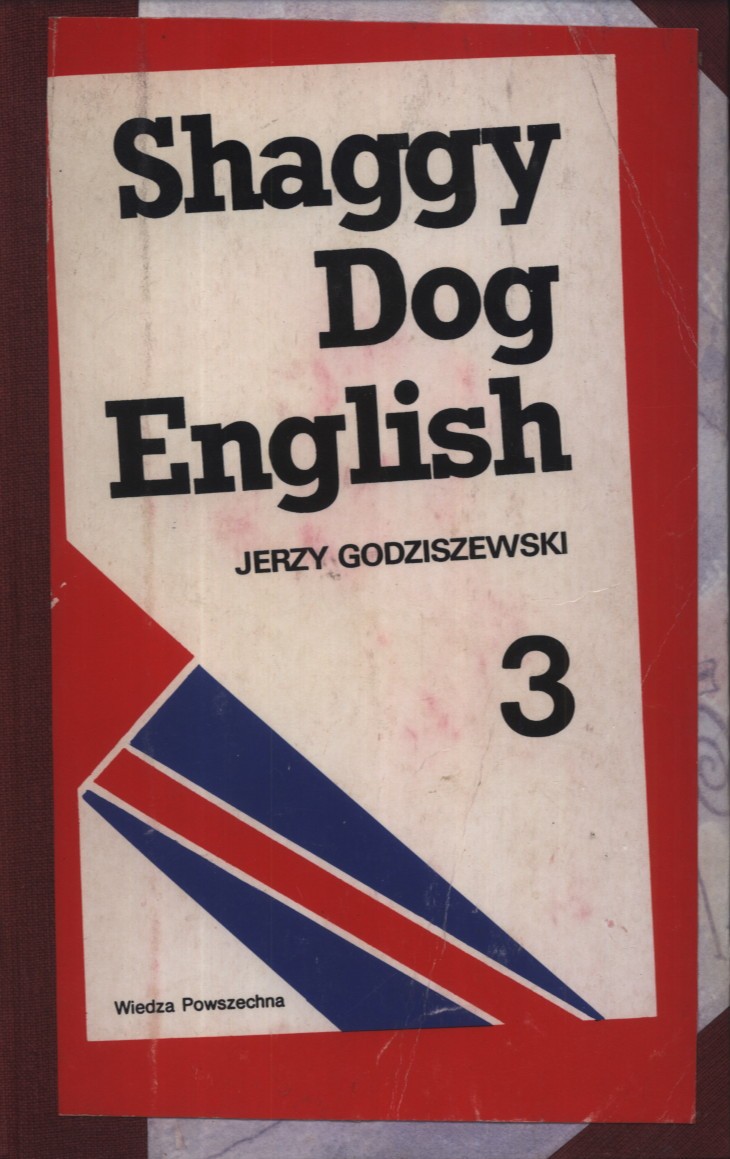 Shaggy
Dog
English
JERZY GODZISZEWSKI
3
Wiedza Powszechna